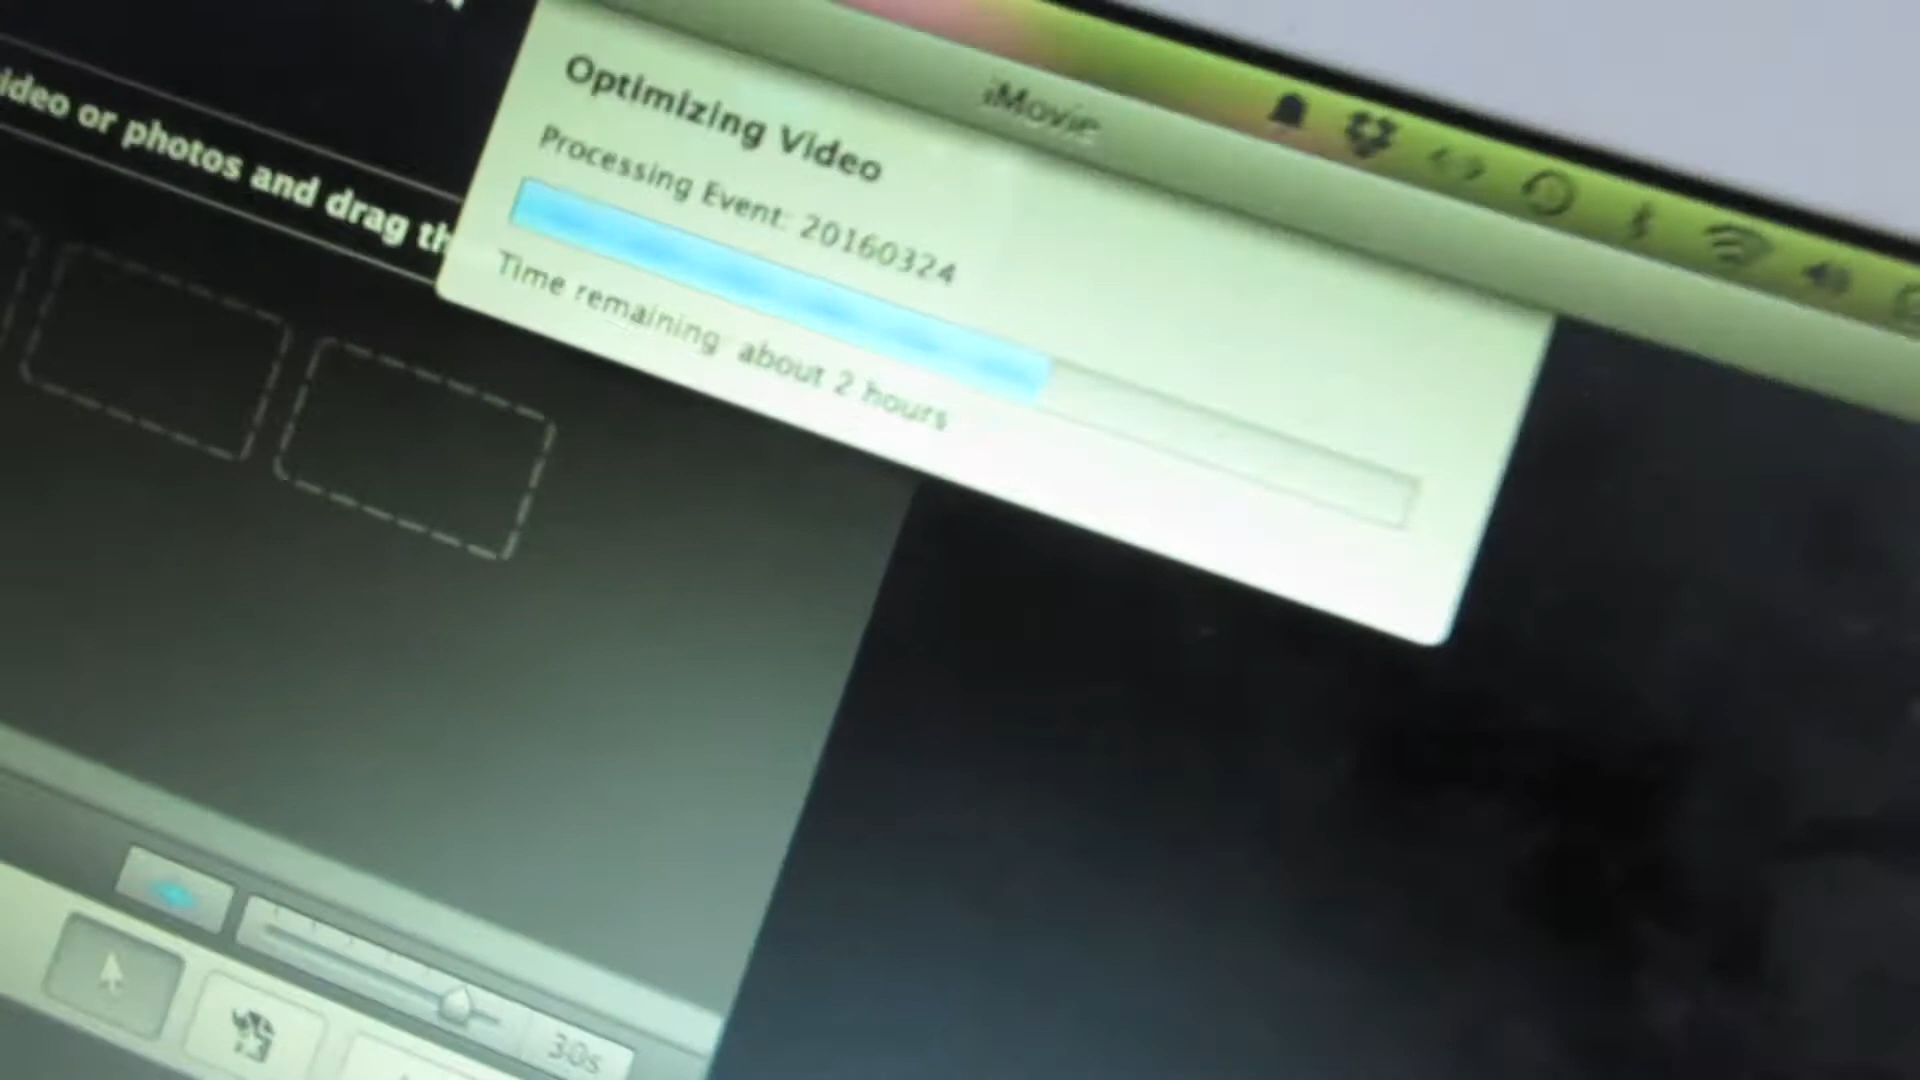 iMovie
Optimizing Video
Processing Event: 20160324
Time remaining about 2 hours
ideo or photos and drag th
30s